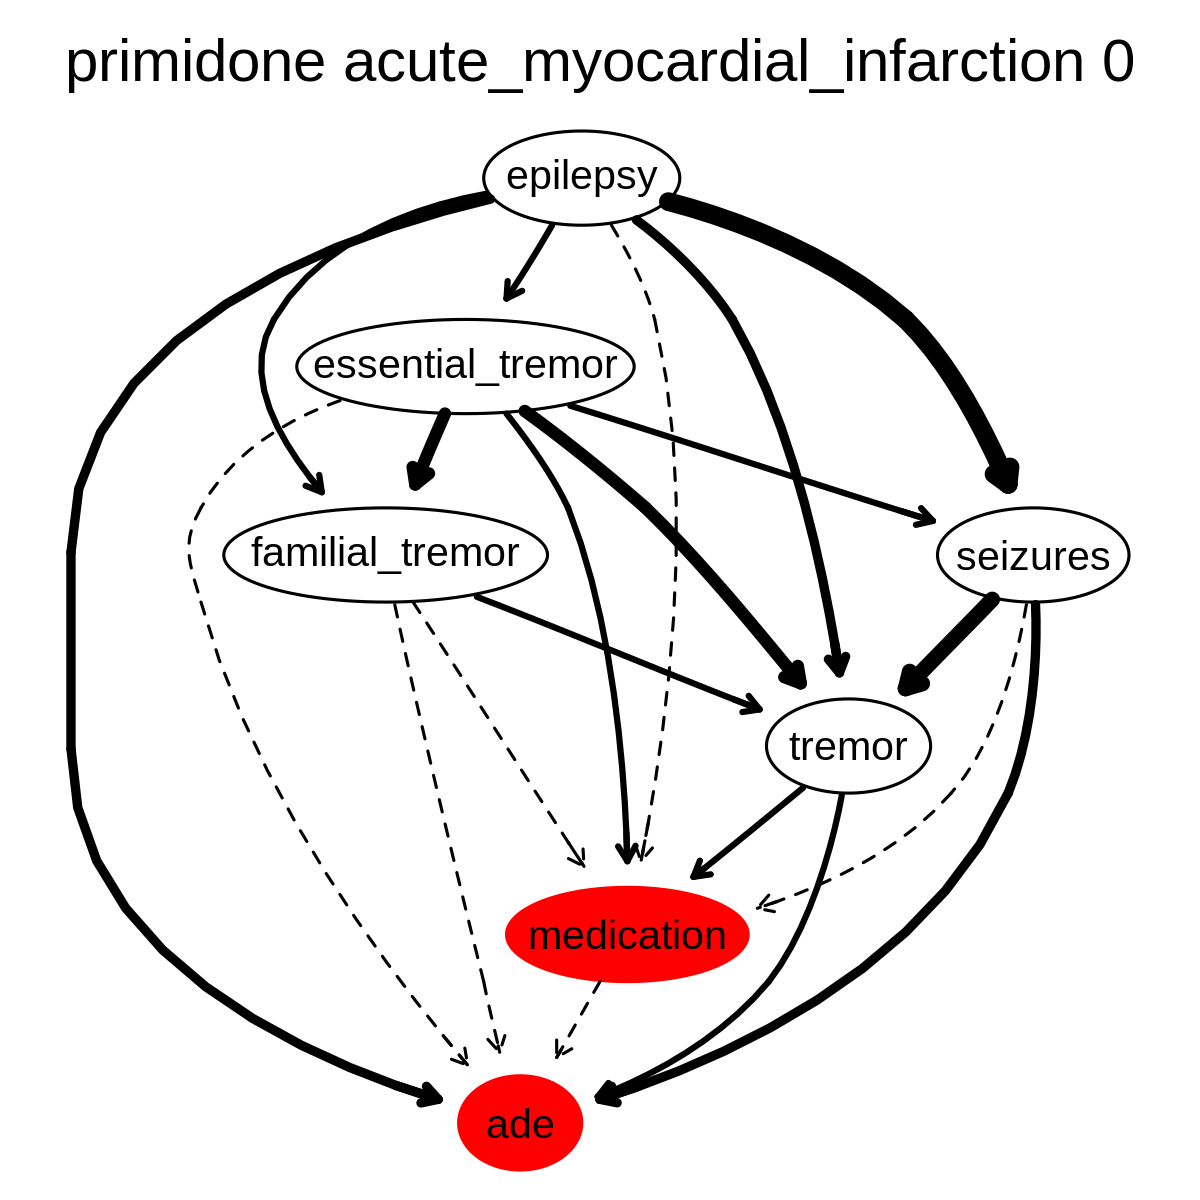 primidone acute_myocardial_infarction 0
epilepsy
essential_tremor
familial_tremor
seizures
tremor
medication
ade